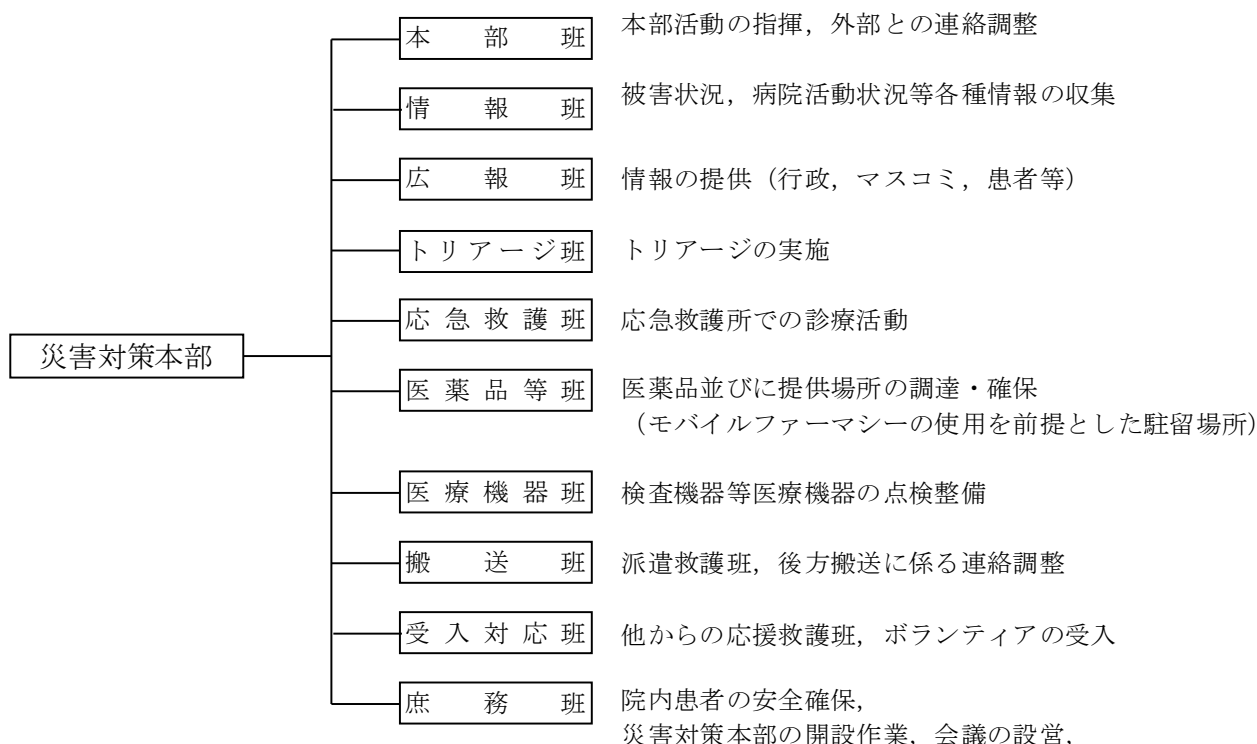 本部班 本部活動の指揮，外部との連絡調整
情報班 被害状況，病院活動状況等各種情報の収集
広報班 情報の提供（行政，マスコミ，患者等）
トリアージ班 トリアージの実施
応急救護班 応急救護所での診療活動
災害対策本部
医薬品等班 医薬品並びに提供場所の調達・確保
（モバイルファーマシーの使用を前提とした駐留場所）
医療機器班 検査機器等医療機器の点検整備
搬送班 派遣救護班，後方搬送に係る連絡調整
受入対応班 他からの応援救護班，ボランティアの受入
庶務班 院内患者の安全確保，
災害対策本部の開設作業，会議の設営，